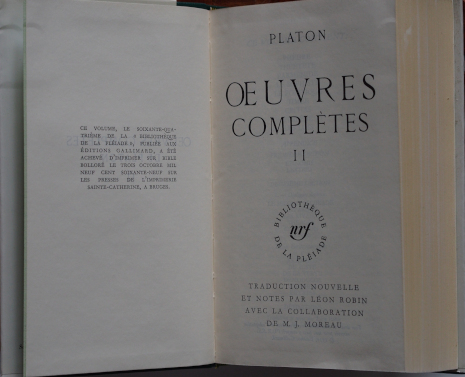 CE VOLUME, LE SOIXANTE-QUA-
TRIÈME DE LA « BIBLIOTHÈQUE
DE LA PLÉIADE », PUBLIÉE AUX
ÉDITIONS GALLIMARD, A ÉTÉ
ACHEVÉ D'IMPRIMER SUR BIBLE
BOLLORÉ LE TROIS OCTOBRE MIL
NEUF CENT SOIXANTE-NEUF SUR
LES PRESSES DE L'IMPRIMERIE
SAINTE-CATHERINE, A BRUGES.
PLATON
ŒUVRES
COMPLÈTES
II
BIBLIOTHÈQUE
nrf
DE LA PLÉIADE
TRADUCTION NOUVELLE
ET NOTES PAR LÉON ROBIN
AVEC LA COLLABORATION
DE M. J. MOREAU